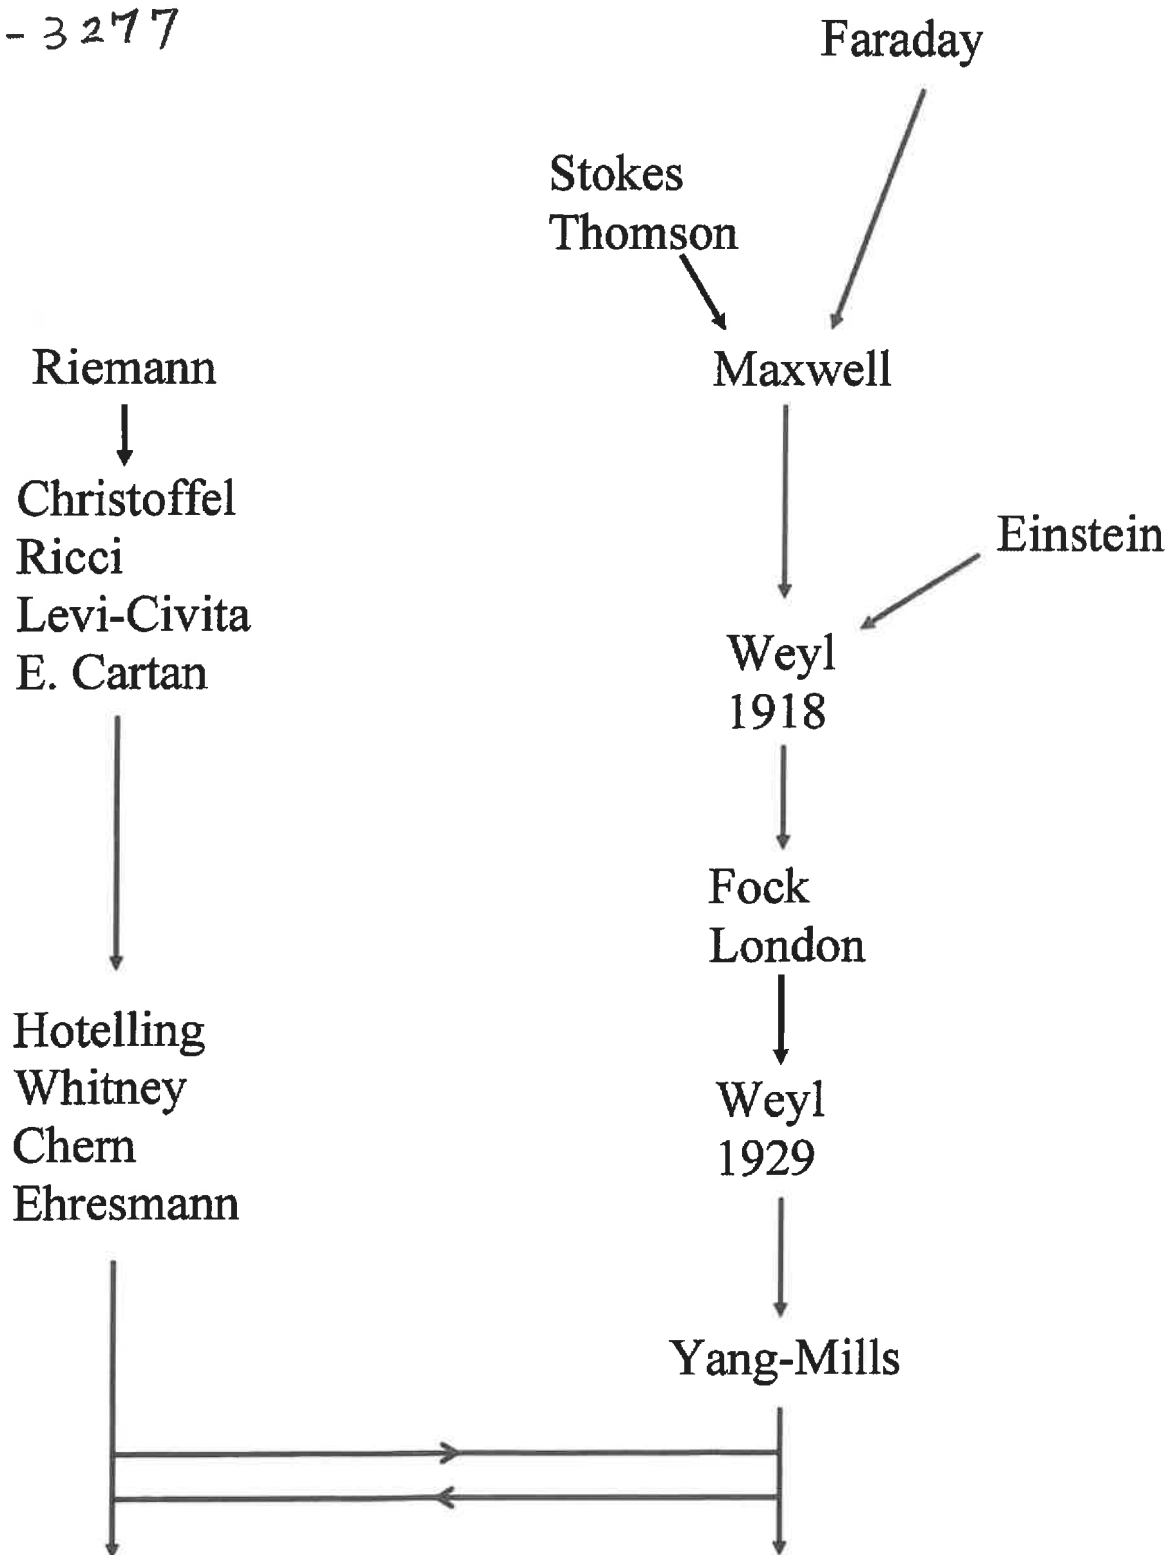 - 3277
Faraday
Stokes
Thomson
Riemann
Maxwell
Christoffel
Ricci
Levi-Civita
E. Cartan
Einstein
Weyl
1918
Fock
London
Hotelling
Whitney
Chern
Ehresmann
Weyl
1929
Yang-Mills